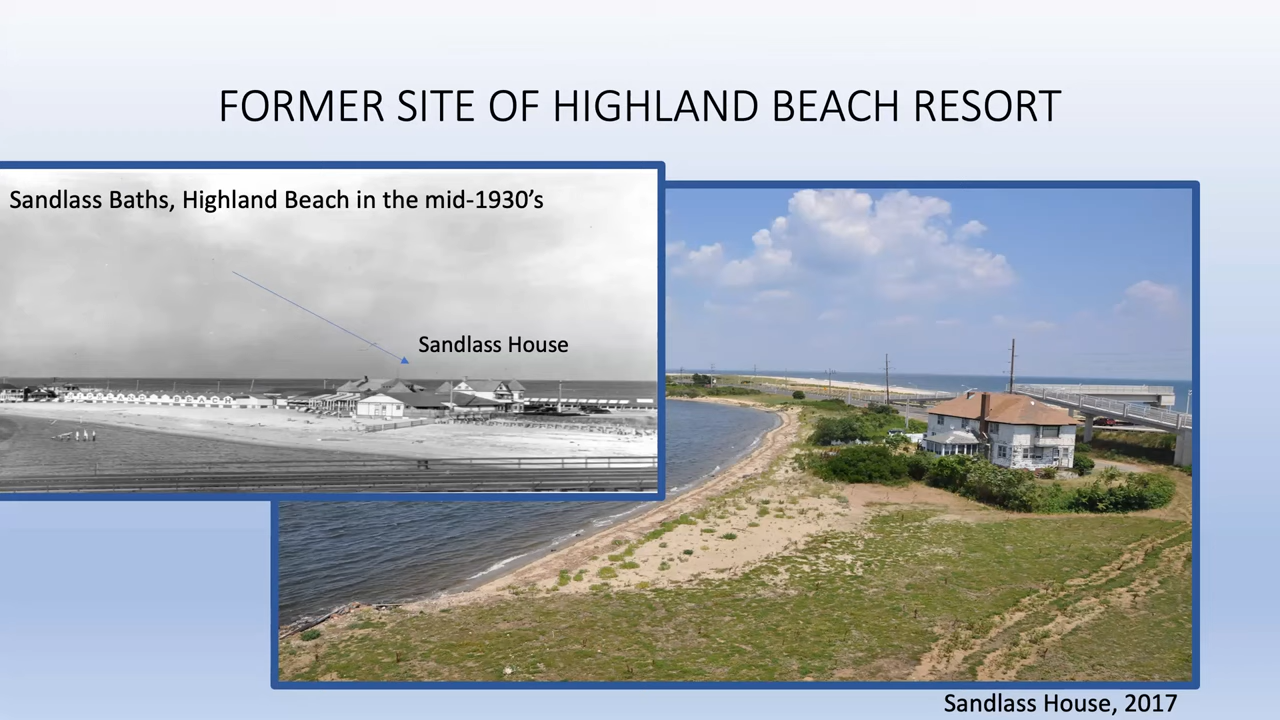 FORMER SITE OF HIGHLAND BEACH RESORT
Sandlass Baths, Highland Beach in the mid-1930’s
Sandlass House
Sandlass House, 2017